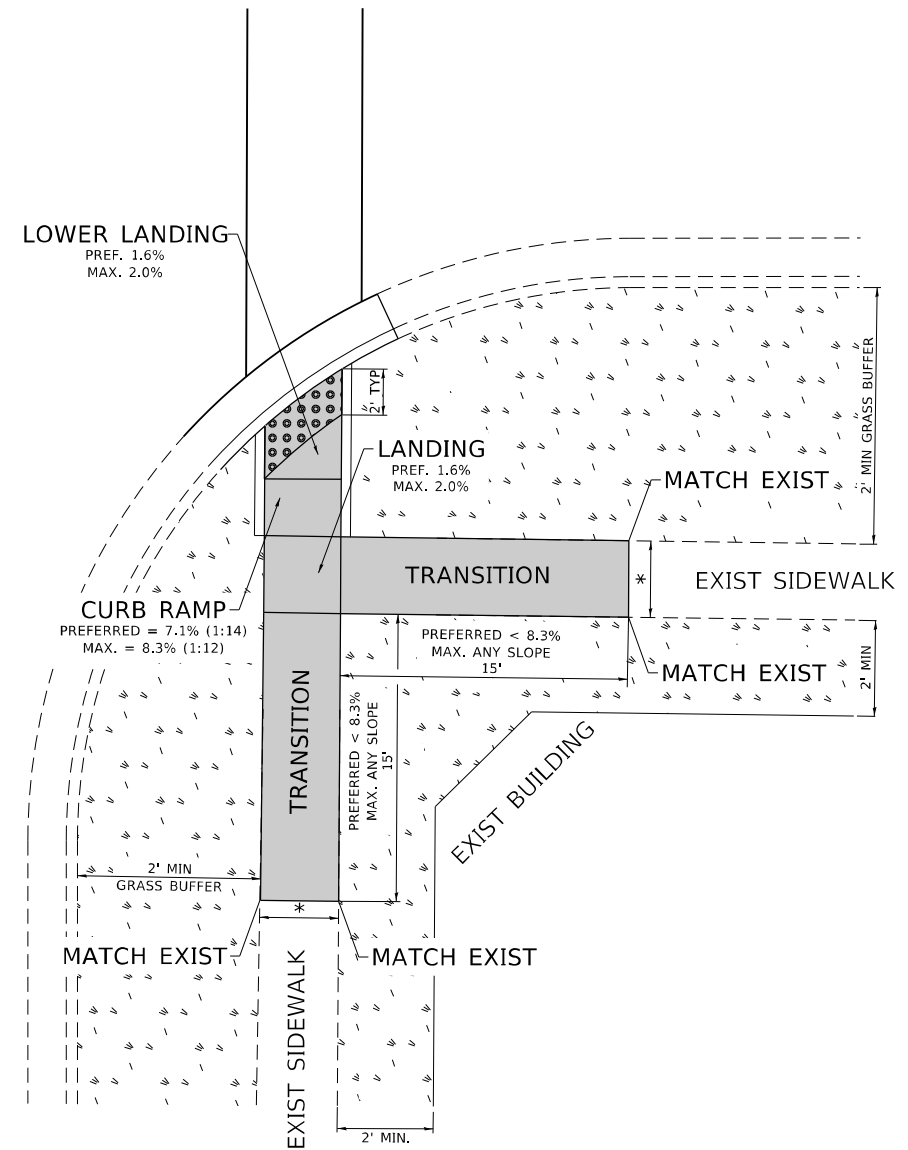 LOWER LANDING
PREF. 1.6%
MAX. 2.0%
2' TYP
2' MIN GRASS BUFFER
LANDING
PREF. 1.6%
MAX. 2.0%
MATCH EXIST
TRANSITION
*
EXIST SIDEWALK
CURB RAMP
PREFERRED = 7.1% (1:14)
MAX. = 8.3% (1:12)
PREFERRED < 8.3%
MAX. ANY SLOPE
15'
MATCH EXIST
2' MIN
TRANSITION
PREFERRED < 8.3%
MAX. ANY SLOPE
15'
EXIST BUILDING
2' MIN
GRASS BUFFER
*
MATCH EXIST
MATCH EXIST
EXIST SIDEWALK
2' MIN.